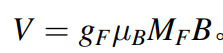 V = g_F μ_B M_F B。